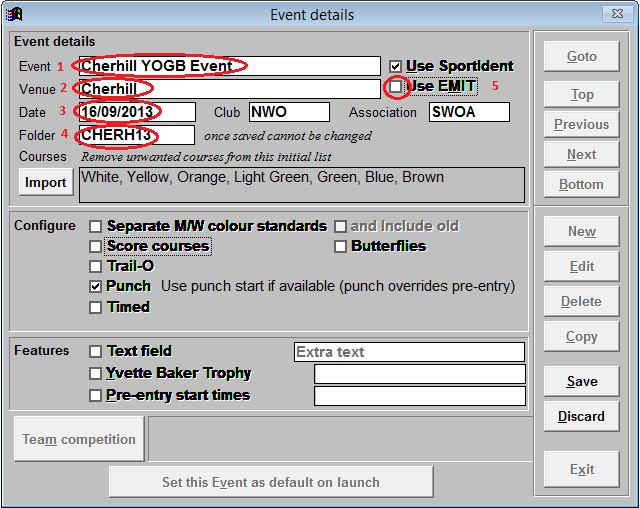 Event details
Event details
Event 1 Cherhill YOGB Event Use SportIdent
Venue 2 Cherhill Use EMIT 5
Date 3 16/09/2013 Club NWO Association SWOA
Folder 4 CHERH13 once saved cannot be changed
Courses Remove unwanted courses from this initial list
Import White, Yellow, Orange, Light Green, Green, Blue, Brown
Configure Separate M/W colour standards and Include old
Score courses Butterflies
Trail-O
Punch Use punch start if available (punch overrides pre-entry)
Timed
Features Text field Extra text
Yvette Baker Trophy
Pre-entry start times
Team competition
Set this Event as default on launch
Goto
Top
Previous
Next
Bottom
New
Edit
Delete
Copy
Save
Discard
Exit